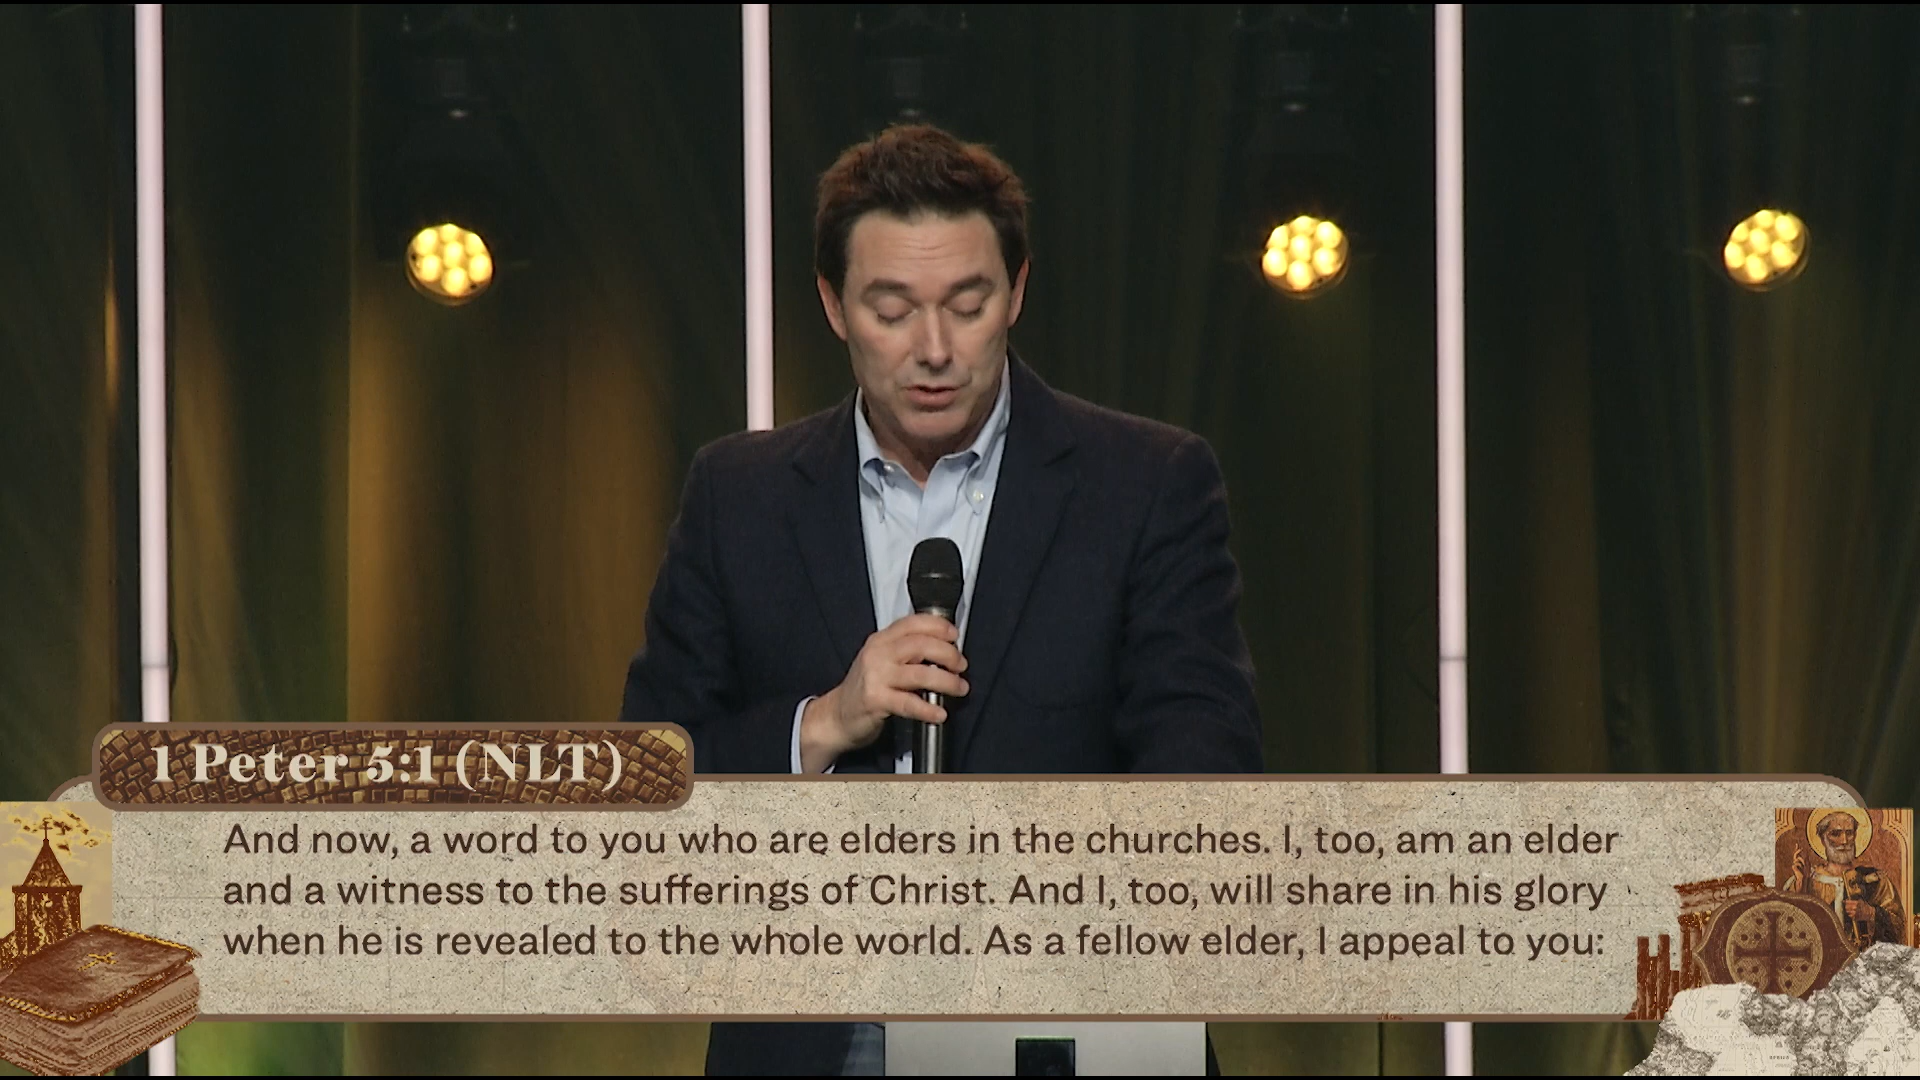 1 Peter 5:1 (NLT)
And now, a word to you who are elders in the churches. I, too, am an elder
and a witness to the sufferings of Christ. And I, too, will share in his glory
when he is revealed to the whole world. As a fellow elder, I appeal to you: